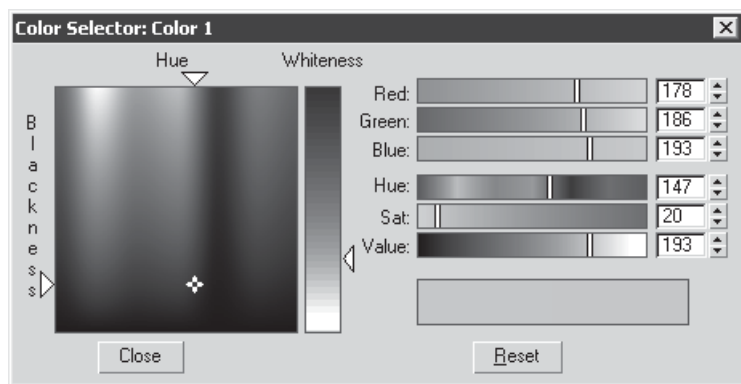 Color Selector: Color 1
Hue
Whiteness
Blackness
Red: 178
Green: 186
Blue: 193
Hue: 147
Sat: 20
Value: 193
Close
Reset